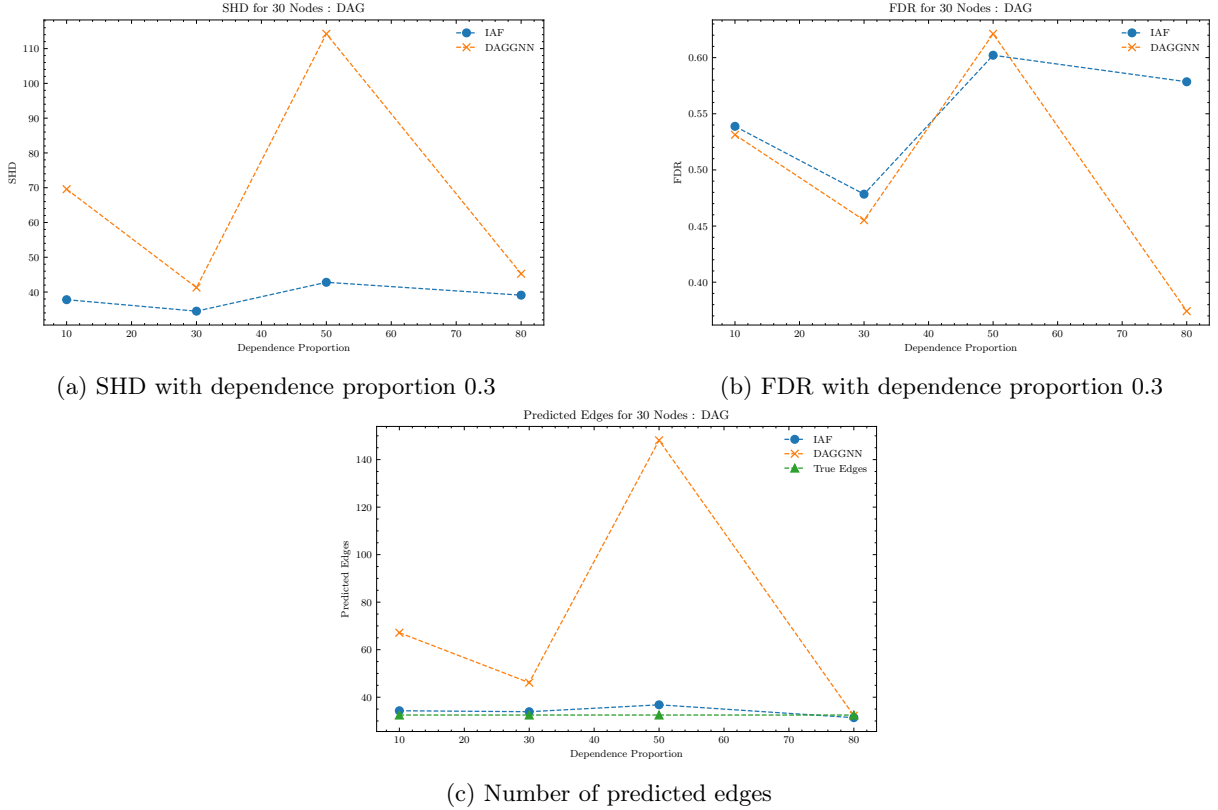 SHD for 30 Nodes : DAG
IAF
DAGGNN
110
100
90
80
70
60
50
40
SHD
10 20 30 40 50 60 70 80
Dependence Proportion
(a) SHD with dependence proportion 0.3
FDR for 30 Nodes : DAG
IAF
DAGGNN
0.60
0.55
0.50
0.45
0.40
FDR
10 20 30 40 50 60 70 80
Dependence Proportion
(b) FDR with dependence proportion 0.3
Predicted Edges for 30 Nodes : DAG
IAF
DAGGNN
True Edges
140
120
100
80
60
40
Predicted Edges
10 20 30 40 50 60 70 80
Dependence Proportion
(c) Number of predicted edges